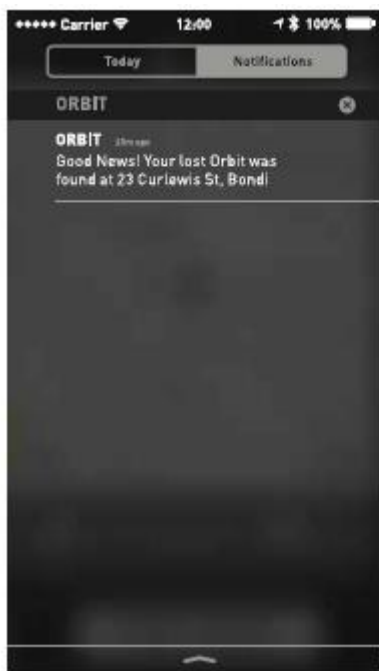 Carrier 12:00 100%
Today Notifications
ORBIT
ORBIT
Good News! Your lost Orbit was
found at 23 Curlewis St, Bondi